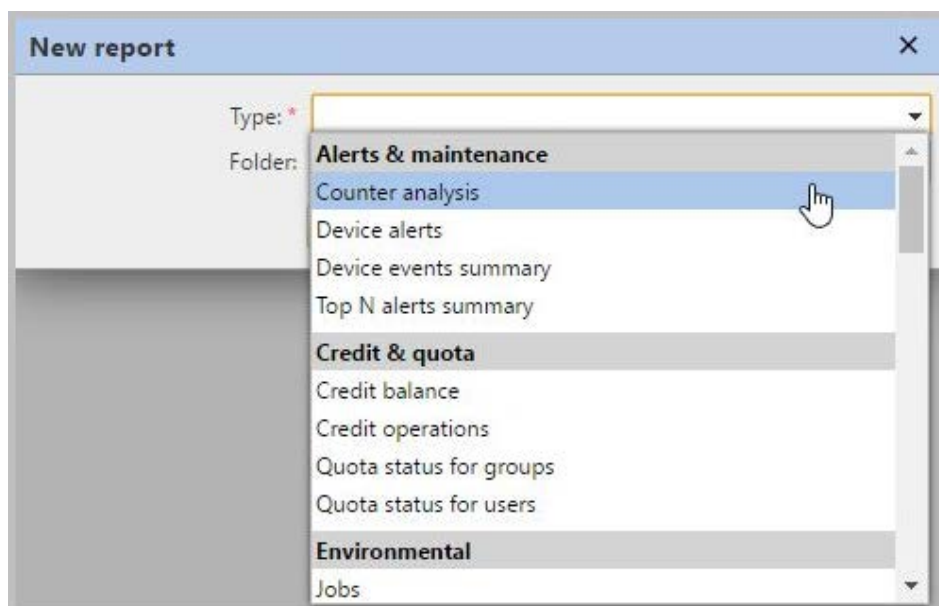 New report
Type: *
Folder:
Alerts & maintenance
Counter analysis
Device alerts
Device events summary
Top N alerts summary
Credit & quota
Credit balance
Credit operations
Quota status for groups
Quota status for users
Environmental
Jobs